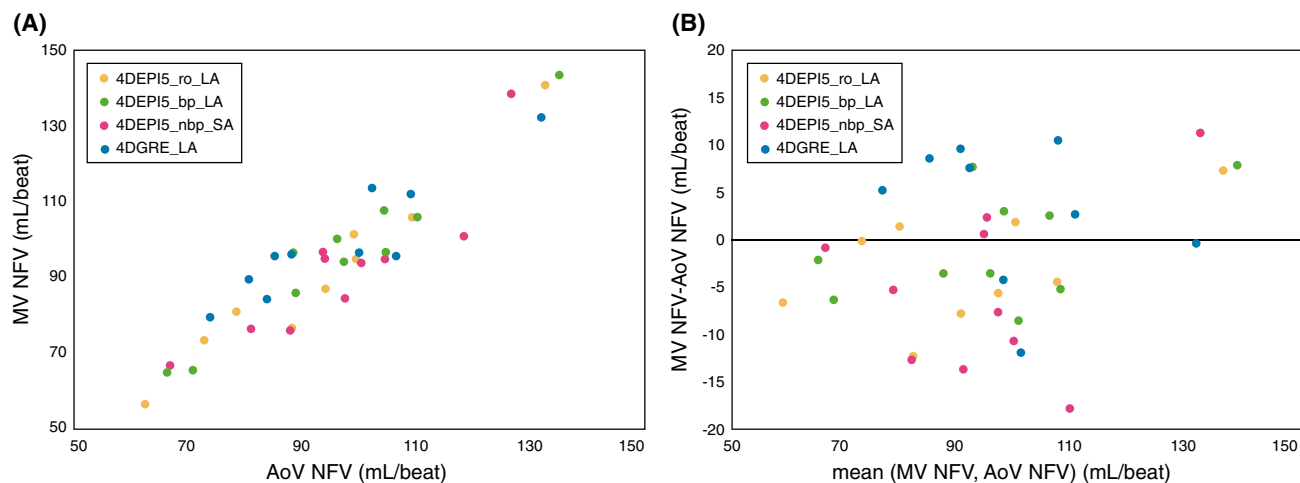 (A)
150
130
110
90
70
50
MV NFV (mL/beat)
4DEPI5_ro_LA
4DEPI5_bp_LA
4DEPI5_nbp_SA
4DGRE_LA
50 70 90 110 130 150
AoV NFV (mL/beat)
(B)
20
15
10
5
0
-5
-10
-15
-20
MV NFV-AoV NFV (mL/beat)
4DEPI5_ro_LA
4DEPI5_bp_LA
4DEPI5_nbp_SA
4DGRE_LA
50 70 90 110 130 150
mean (MV NFV, AoV NFV) (mL/beat)